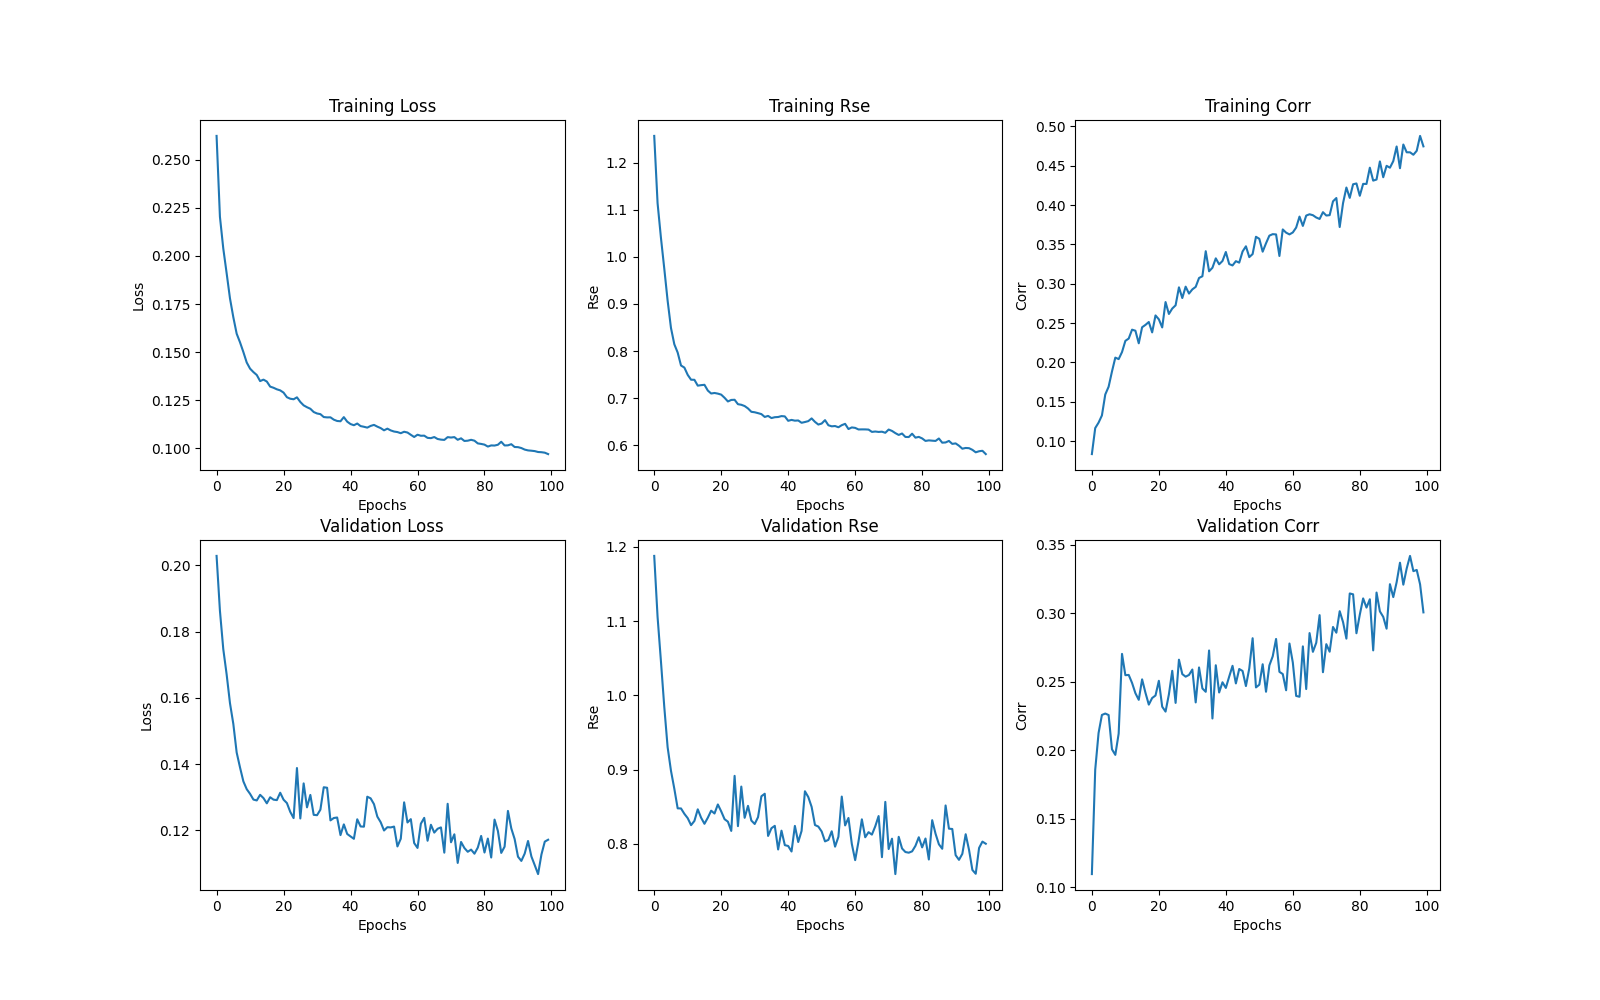 Training Loss
Loss
0.250
0.225
0.200
0.175
0.150
0.125
0.100
0 20 40 60 80 100
Epochs
Training Rse
Rse
1.2
1.1
1.0
0.9
0.8
0.7
0.6
0 20 40 60 80 100
Epochs
Training Corr
Corr
0.50
0.45
0.40
0.35
0.30
0.25
0.20
0.15
0.10
0 20 40 60 80 100
Epochs
Validation Loss
Loss
0.20
0.18
0.16
0.14
0.12
0 20 40 60 80 100
Epochs
Validation Rse
Rse
1.2
1.1
1.0
0.9
0.8
0 20 40 60 80 100
Epochs
Validation Corr
Corr
0.35
0.30
0.25
0.20
0.15
0.10
0 20 40 60 80 100
Epochs